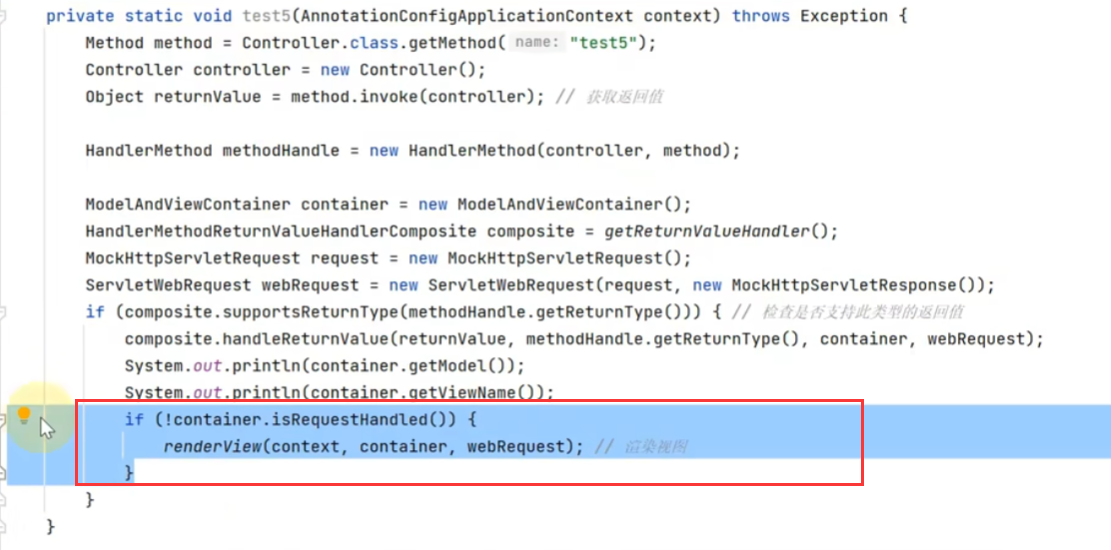 private static void test5(AnnotationConfigApplicationContext context) throws Exception {
Method method = Controller.class.getMethod( name: "test5");
Controller controller = new Controller();
Object returnValue = method.invoke(controller); // 获取返回值
HandlerMethod methodHandle = new HandlerMethod(controller, method);
ModelAndViewContainer container = new ModelAndViewContainer();
HandlerMethodReturnValueHandlerComposite composite = getReturnValueHandler();
MockHttpServletRequest request = new MockHttpServletRequest();
ServletWebRequest webRequest = new ServletWebRequest(request, new MockHttpServletResponse());
if (composite.supportsReturnType(methodHandle.getReturnType())) { // 检查是否支持此类型的返回值
composite.handleReturnValue(returnValue, methodHandle.getReturnType(), container, webRequest);
System.out.println(container.getModel());
System.out.println(container.getViewName());
if (!container.isRequestHandled()) {
renderView(context, container, webRequest); // 渲染视图
}
}
}